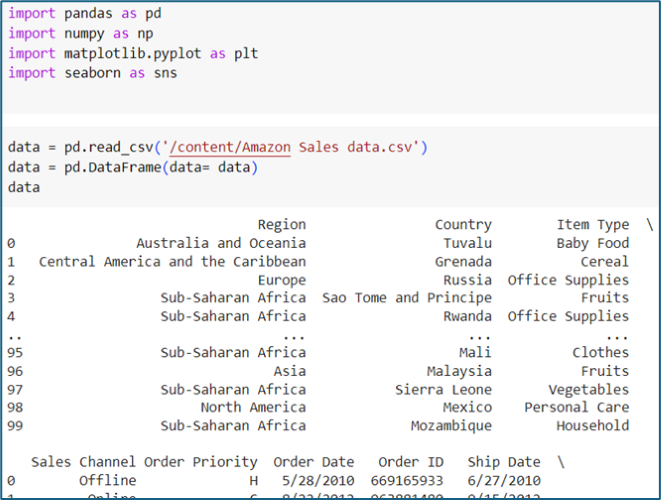 import pandas as pd
import numpy as np
import matplotlib.pyplot as plt
import seaborn as sns
data = pd.read_csv('/content/Amazon Sales data.csv')
data = pd.DataFrame(data= data)
data
Region Country Item Type \
0 Australia and Oceania Tuvalu Baby Food
1 Central America and the Caribbean Grenada Cereal
2 Europe Russia Office Supplies
3 Sub-Saharan Africa Sao Tome and Principe Fruits
4 Sub-Saharan Africa Rwanda Office Supplies
.. ... ... ...
95 Sub-Saharan Africa Mali Clothes
96 Asia Malaysia Fruits
97 Sub-Saharan Africa Sierra Leone Vegetables
98 North America Mexico Personal Care
99 Sub-Saharan Africa Mozambique Household
Sales Channel Order Priority Order Date Order ID Ship Date \
0 Offline H 5/28/2010 669165933 6/27/2010